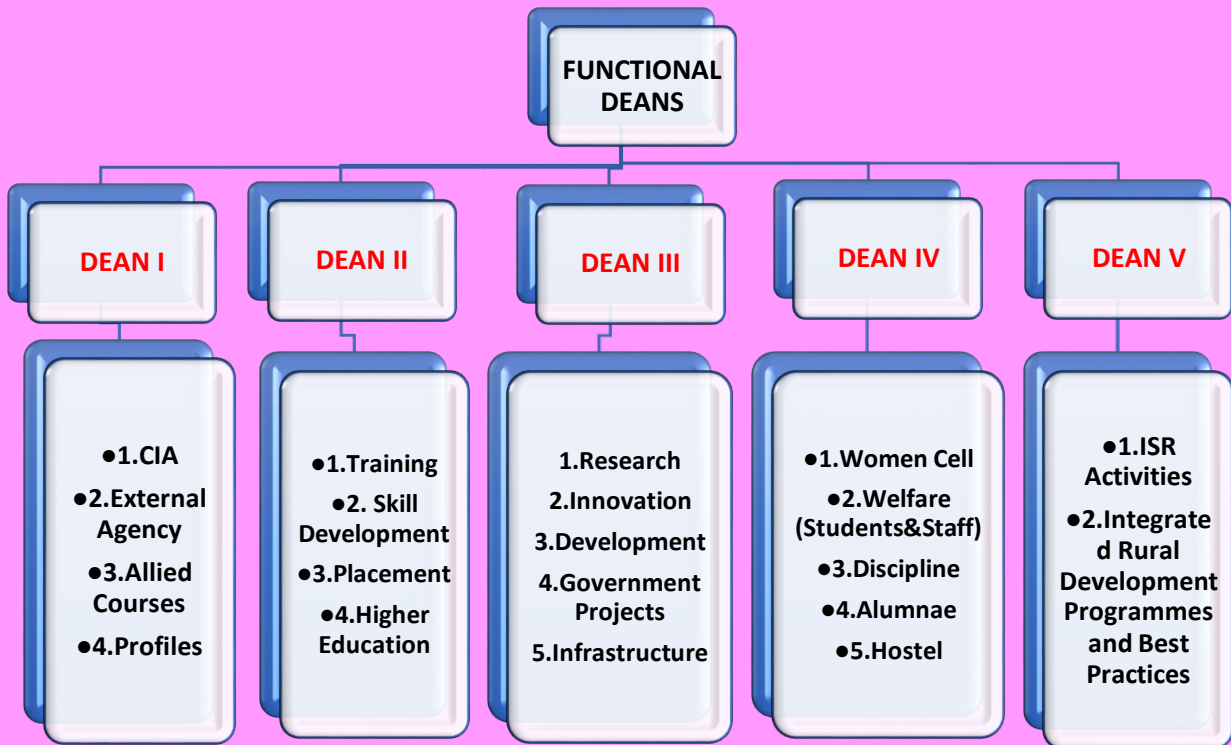 FUNCTIONAL
DEANS
DEAN I
DEAN II
DEAN III
DEAN IV
DEAN V
●1.CIA
●2.External
Agency
●3.Allied
Courses
●4.Profiles
●1.Training
●2. Skill
Development
●3.Placement
●4.Higher
Education
1.Research
2.Innovation
3.Development
4.Government
Projects
5.Infrastructure
●1.Women Cell
●2.Welfare
(Students&Staff)
●3.Discipline
●4.Alumnae
●5.Hostel
●1.ISR
Activities
●2.Integrate
d Rural
Development
Programmes
and Best
Practices